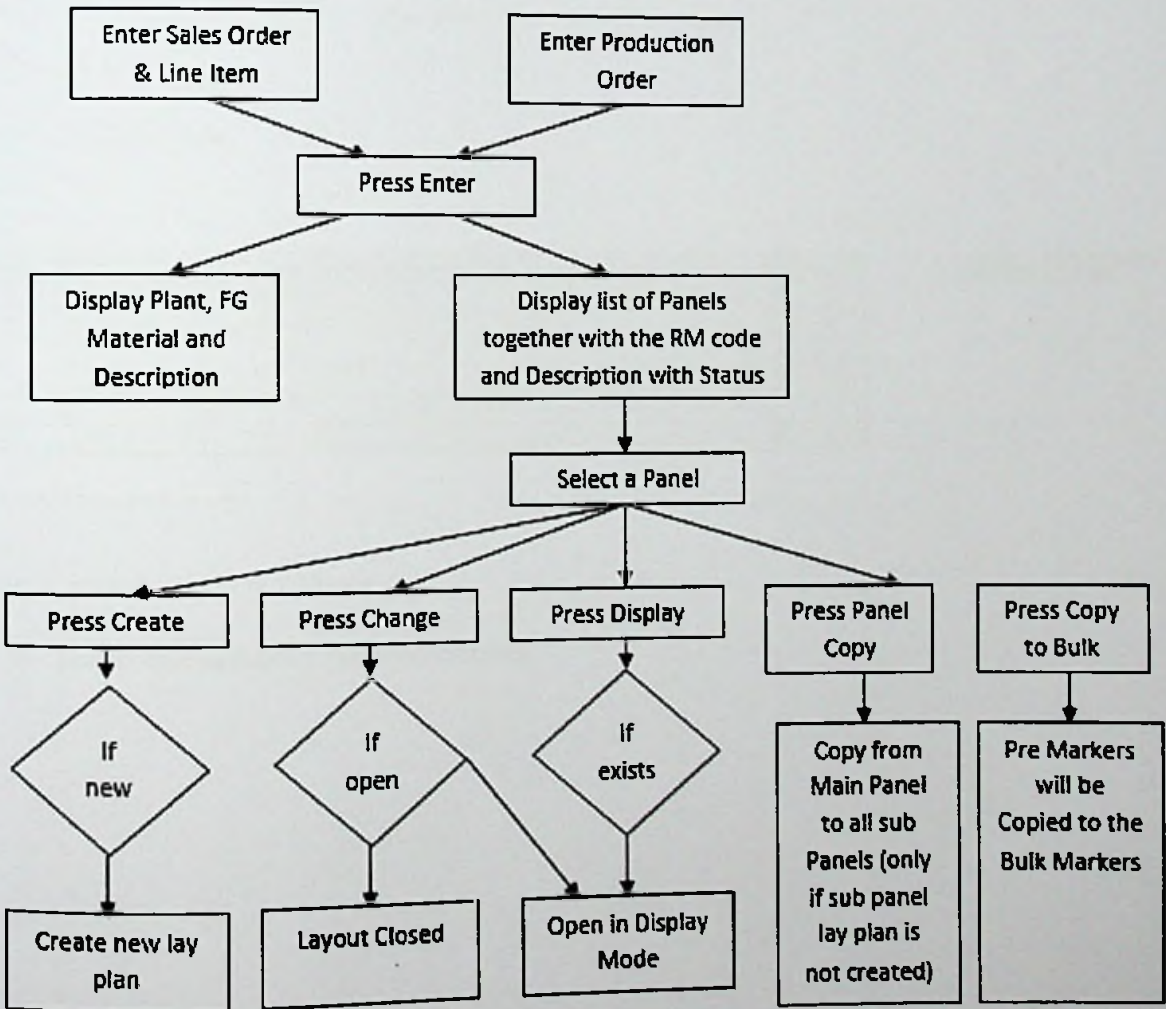 Enter Sales Order
& Line Item
Enter Production
Order
Press Enter
Display Plant, FG
Material and
Description
Display list of Panels
together with the RM code
and Description with Status
Select a Panel
Press Create
Press Change
Press Display
Press Panel
Copy
Press Copy
to Bulk
If
new
If
open
If
exists
Copy from
Main Panel
to all sub
Panels (only
if sub panel
lay plan is
not created)
Pre Markers
will be
Copied to the
Bulk Markers
Create new lay
plan
Layout Closed
Open in Display
Mode